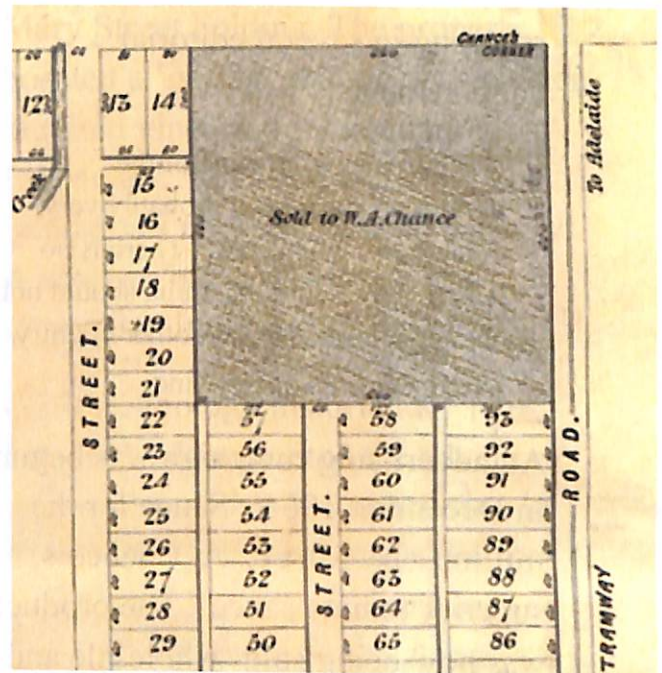 CHANCE'S
CORNER
12 13 14
To Adelaide
Creek
Sold to W.A. Chance
15
16
17
18
19
20
21
22 57 58 93
23 56 59 92
24 55 60 91
25 54 61 90
26 53 62 89
27 52 63 88
28 51 64 87
29 50 65 86
STREET.
STREET.
ROAD.
TRAMWAY